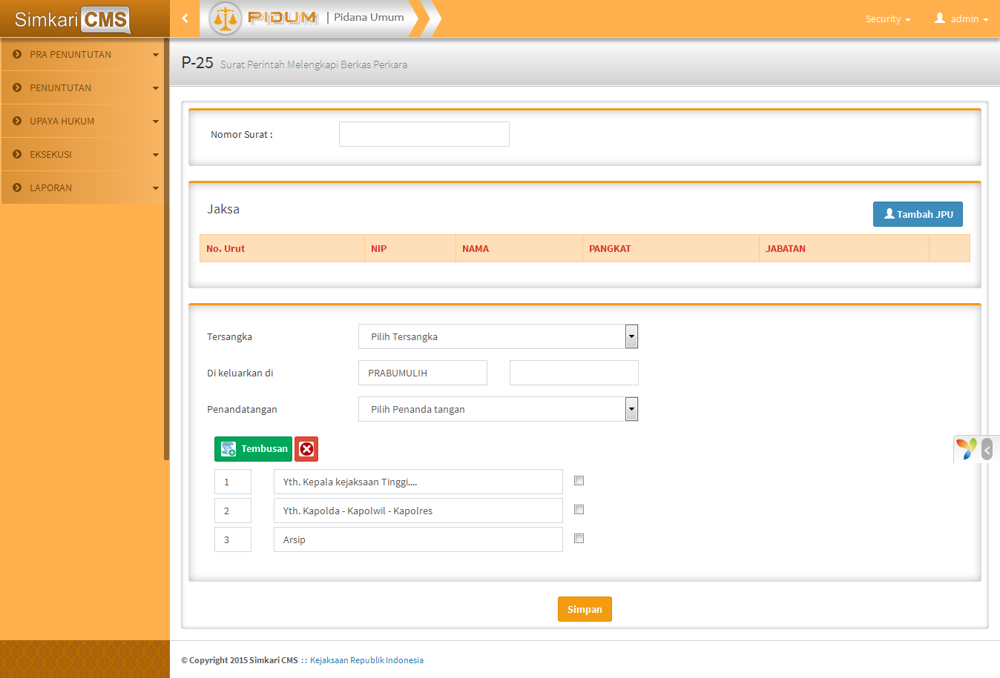 Simkari CMS
PIDUM | Pidana Umum
Security
admin
PRA PENUNTUTAN
PENUNTUTAN
UPAYA HUKUM
EKSEKUSI
LAPORAN
P-25 Surat Perintah Melengkapi Berkas Perkara
Nomor Surat :
Jaksa
Tambah JPU
No. Urut NIP NAMA PANGKAT JABATAN
Tersangka Pilih Tersangka
Di keluarkan di PRABUMULIH
Penandatangan Pilih Penanda tangan
Tembusan
1 Yth. Kepala kejaksaan Tinggi....
2 Yth. Kapolda - Kapolwil - Kapolres
3 Arsip
Simpan
© Copyright 2015 Simkari CMS :: Kejaksaan Republik Indonesia